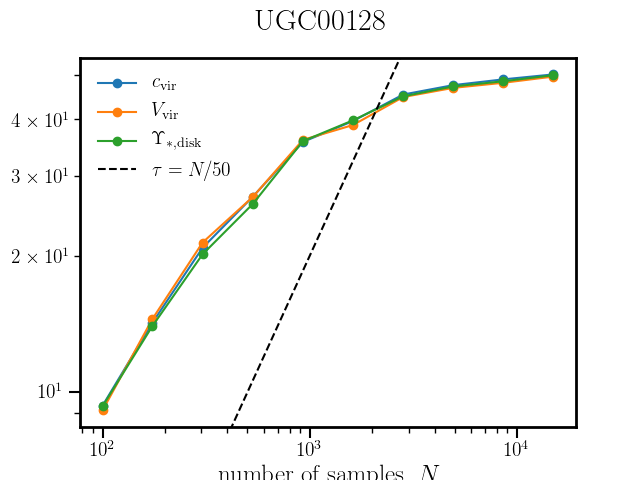 UGC00128
c_vir
V_vir
Υ_{*,disk}
τ = N/50
4 × 10^1
3 × 10^1
2 × 10^1
10^1
10^2 10^3 10^4
number of samples, N